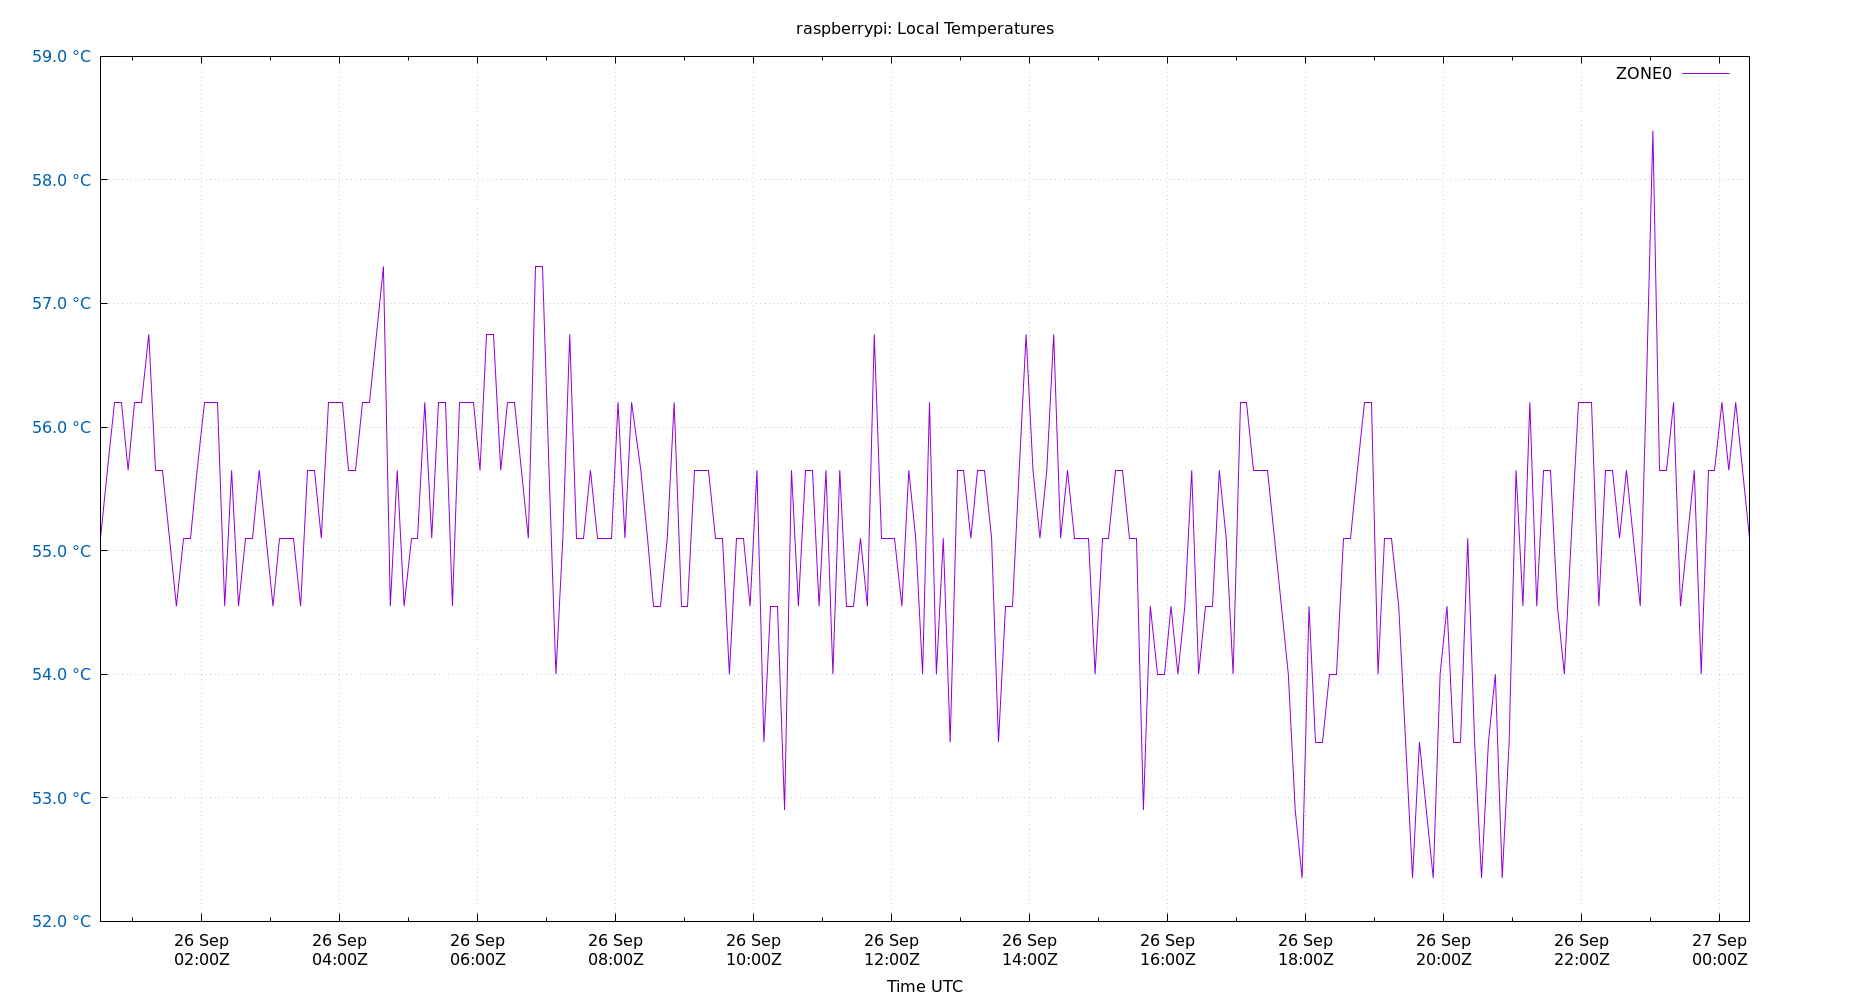 raspberrypi: Local Temperatures
59.0 °C
ZONE0
58.0 °C
57.0 °C
56.0 °C
55.0 °C
54.0 °C
53.0 °C
52.0 °C
26 Sep 26 Sep 26 Sep 26 Sep 26 Sep 26 Sep 26 Sep 26 Sep 26 Sep 26 Sep 26 Sep 27 Sep
02:00Z 04:00Z 06:00Z 08:00Z 10:00Z 12:00Z 14:00Z 16:00Z 18:00Z 20:00Z 22:00Z 00:00Z
Time UTC